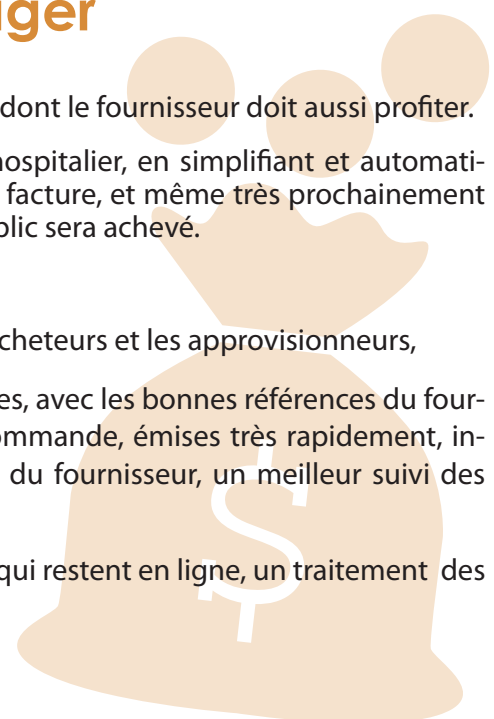 ger
dont le fournisseur doit aussi profiter.
hospitalier, en simplifiant et automati-
facture, et même très prochainement
blic sera achevé.
cheteurs et les approvisionneurs,
es, avec les bonnes références du four-
ommande, émises très rapidement, in-
du fournisseur, un meilleur suivi des
qui restent en ligne, un traitement des
$